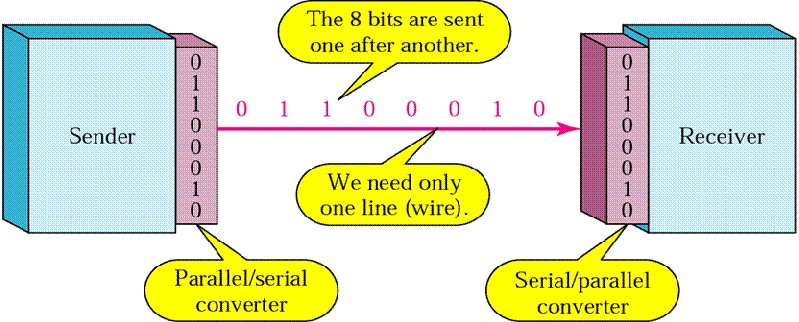 The 8 bits are sent
one after another.
0
1
1
0
0
0
1
0
Sender
0 1 1 0 0 0 1 0
0
1
1
0
0
0
1
0
Receiver
We need only
one line (wire).
Parallel/serial
converter
Serial/parallel
converter